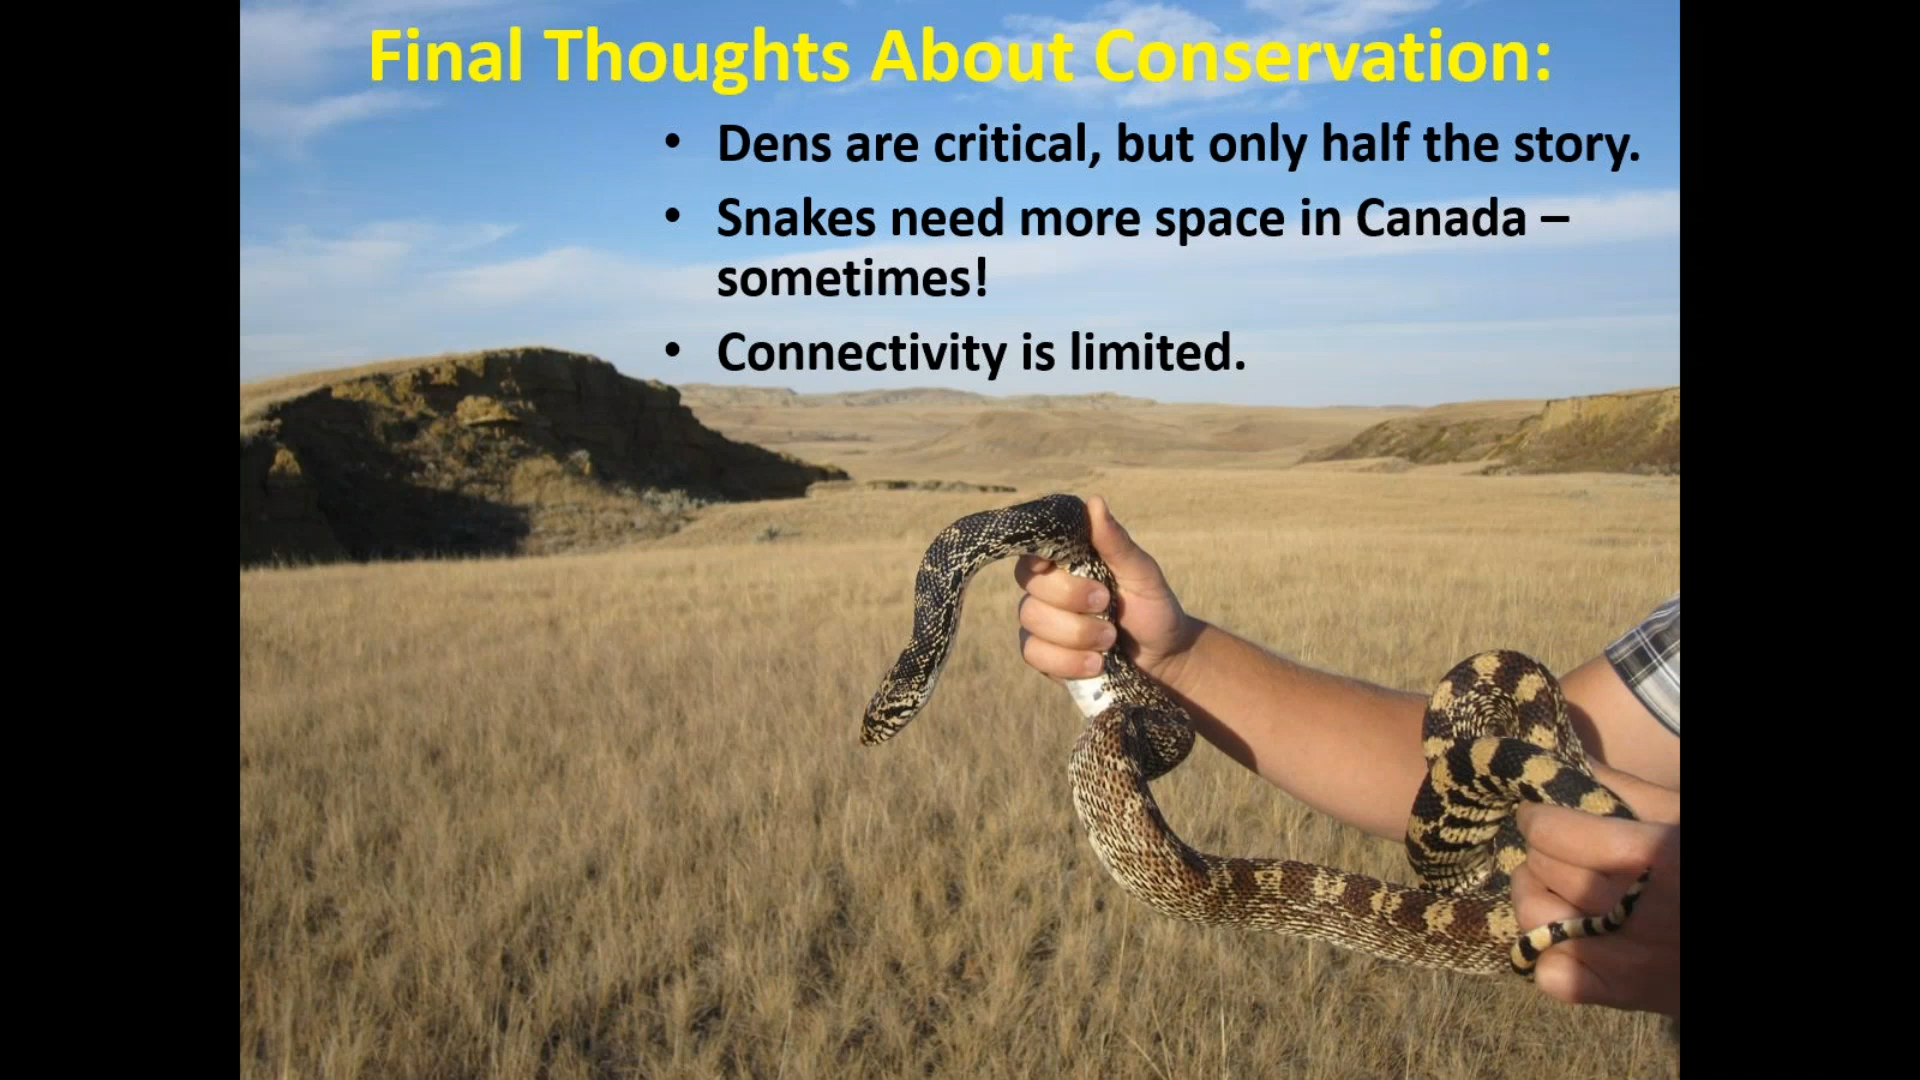 Final Thoughts About Conservation:
• Dens are critical, but only half the story.
• Snakes need more space in Canada –
sometimes!
• Connectivity is limited.